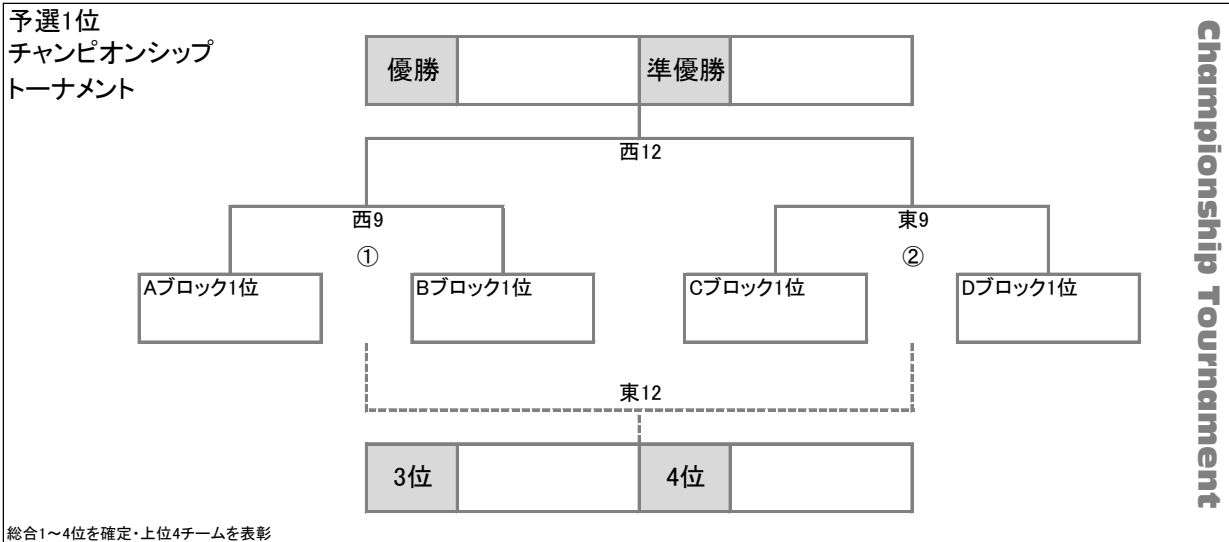 予選1位
チャンピオンシップ
トーナメント
優勝
準優勝
西12
西9
東9
①
②
Aブロック1位
Bブロック1位
Cブロック1位
Dブロック1位
東12
3位
4位
総合1～4位を確定・上位4チームを表彰
Championship Tournament